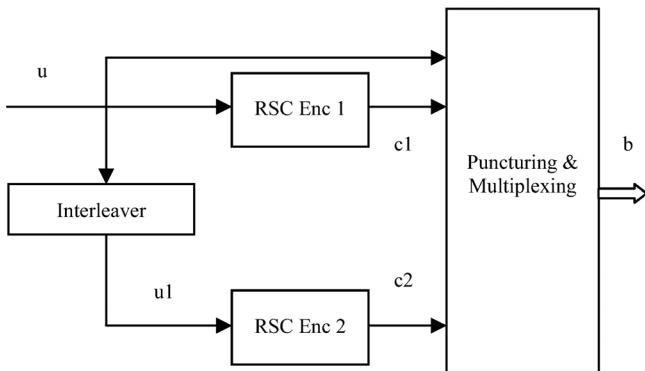 u
RSC Enc 1
c1
Puncturing &
Multiplexing
b
Interleaver
u1
c2
RSC Enc 2